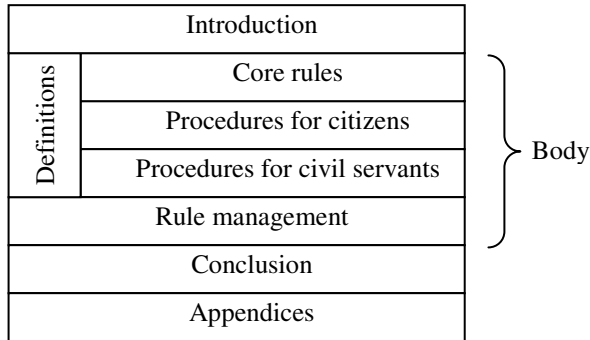 Introduction
Definitions
Core rules
Procedures for citizens
Procedures for civil servants
Rule management
Body
Conclusion
Appendices